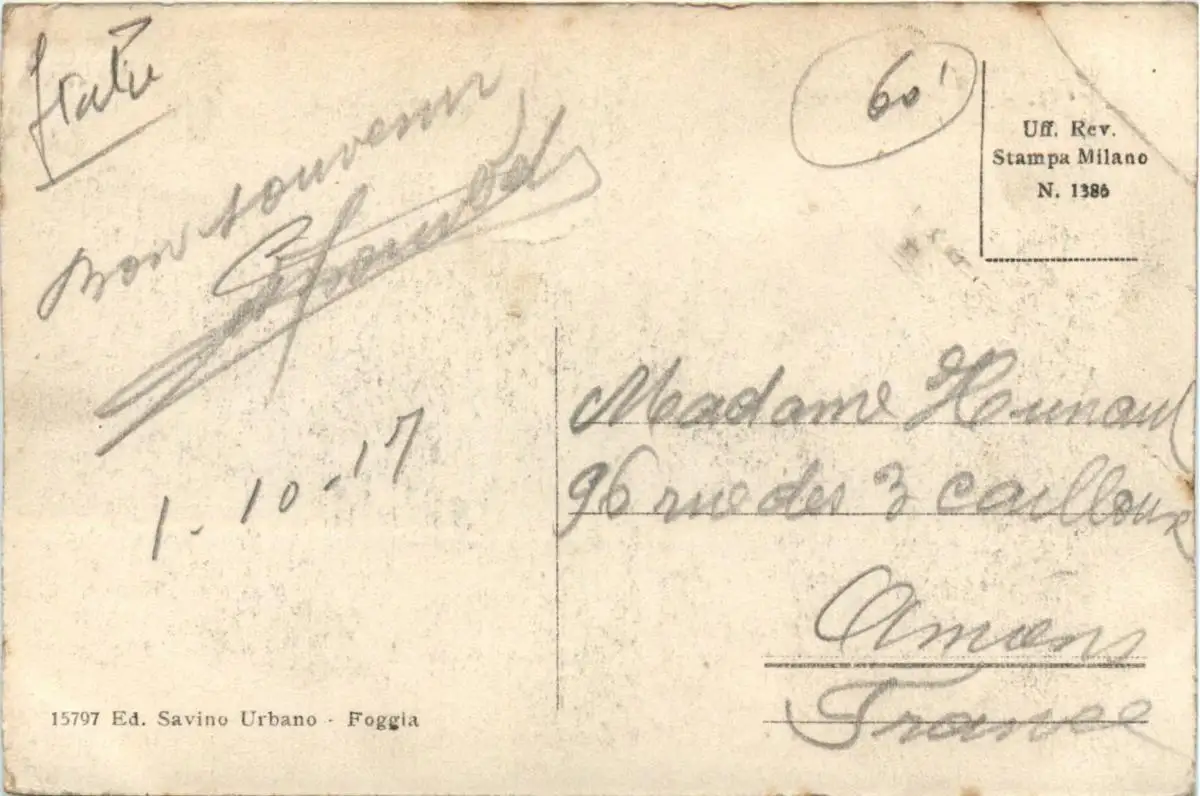 Italie
60'
Uff. Rev.
Stampa Milano
N. 1386
Bon souvenir
1-10-17
Madame
96 rue des 3 cailloux
Amiens
France
15797 Ed. Savino Urbano - Foggia